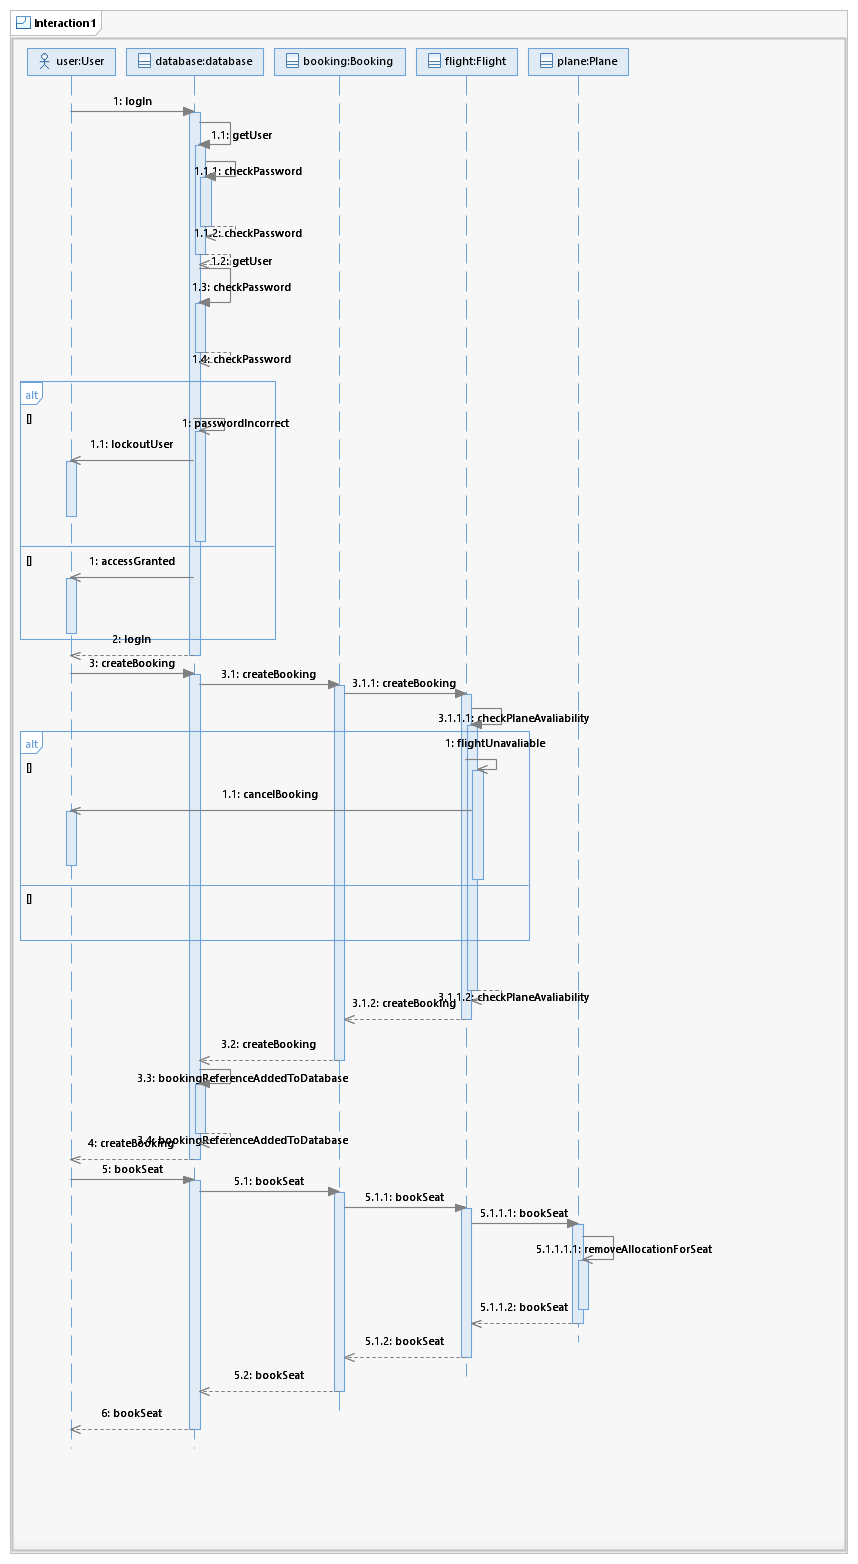 Interaction1
user:User
database:database
booking:Booking
flight:Flight
plane:Plane
1: logIn
1.1: getUser
1.1.1: checkPassword
1.1.2: checkPassword
1.2: getUser
1.3: checkPassword
1.4: checkPassword
alt
[]
1: passwordIncorrect
1.1: lockoutUser
[]
1: accessGranted
2: logIn
3: createBooking
3.1: createBooking
3.1.1: createBooking
3.1.1.1: checkPlaneAvaliability
alt
1: flightUnavaliable
[]
1.1: cancelBooking
[]
3.1.1.2: checkPlaneAvaliability
3.1.2: createBooking
3.2: createBooking
3.3: bookingReferenceAddedToDatabase
3.4: bookingReferenceAddedToDatabase
4: createBooking
5: bookSeat
5.1: bookSeat
5.1.1: bookSeat
5.1.1.1: bookSeat
5.1.1.1.1: removeAllocationForSeat
5.1.1.2: bookSeat
5.1.2: bookSeat
5.2: bookSeat
6: bookSeat